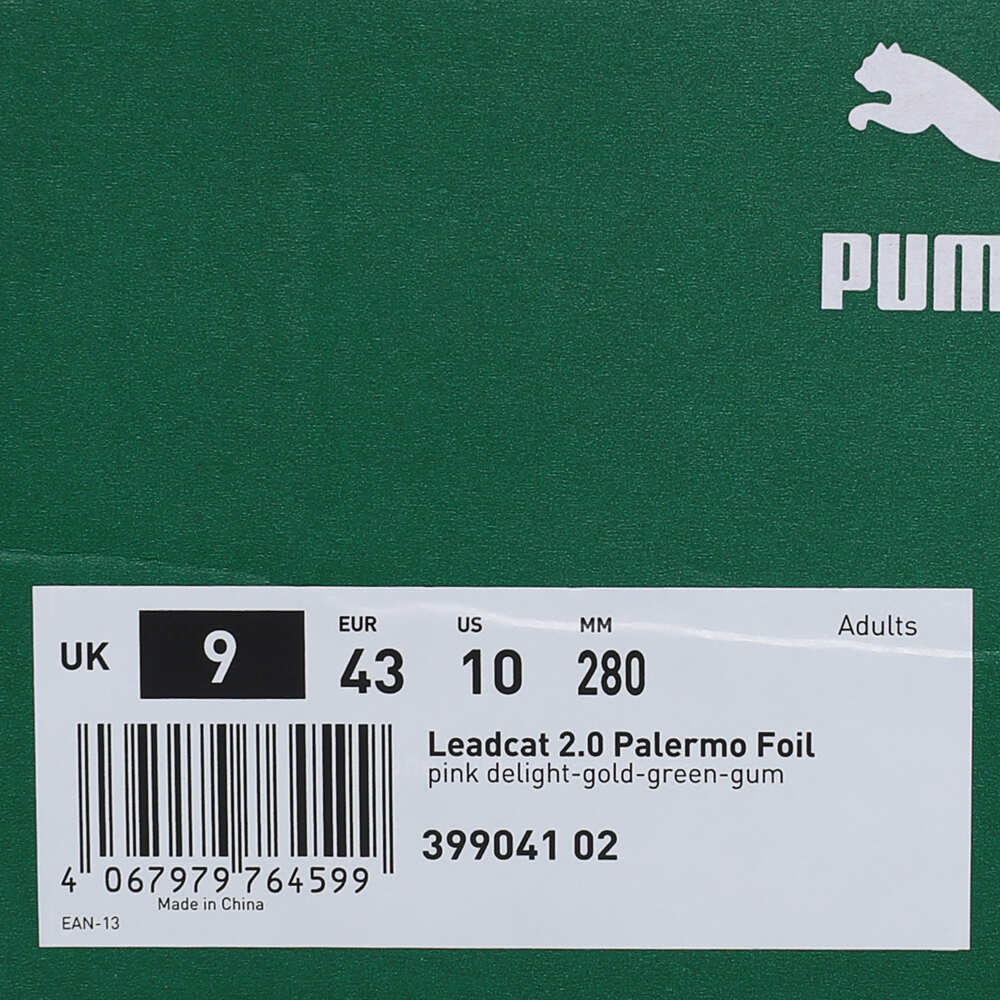 PUM
EUR US MM Adults
UK 9 43 10 280
Leadcat 2.0 Palermo Foil
pink delight-gold-green-gum
399041 02
4 067979 764599
Made in China
EAN-13